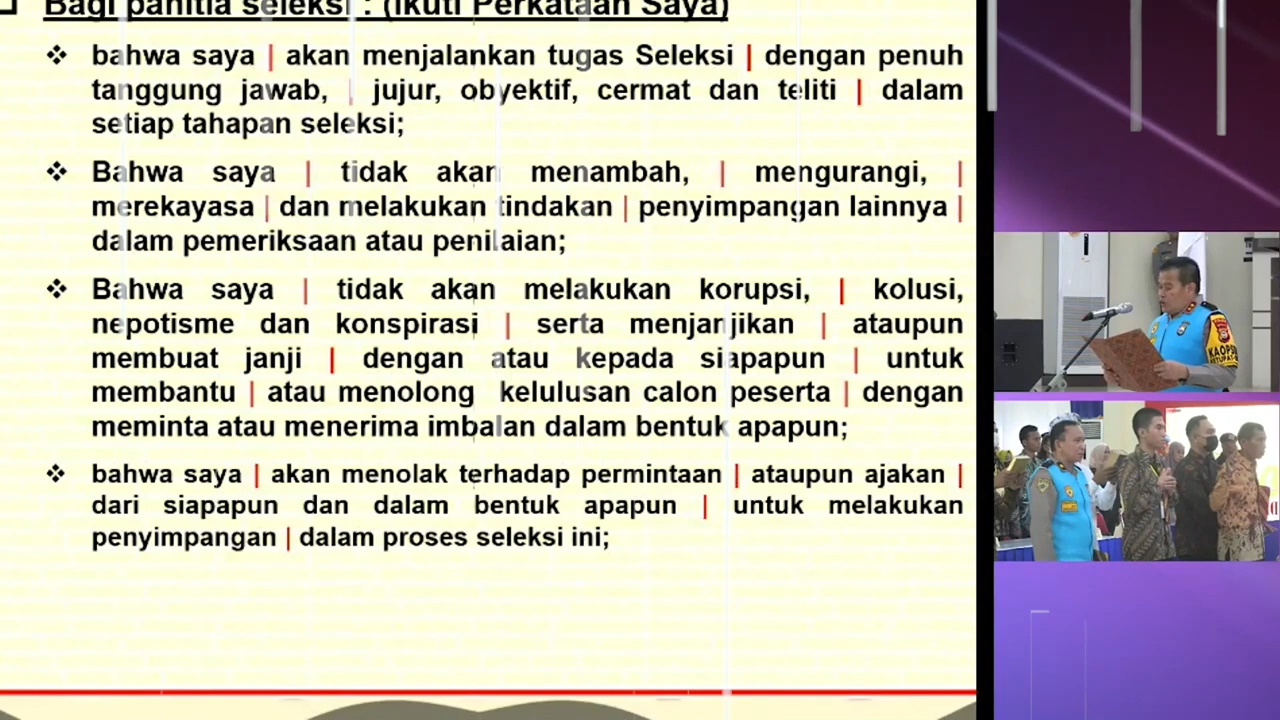 Bagi panitia seleksi : (Ikuti Perkataan Saya)
❖ bahwa saya | akan menjalankan tugas Seleksi | dengan penuh
tanggung jawab, | jujur, obyektif, cermat dan teliti | dalam
setiap tahapan seleksi;
❖ Bahwa saya | tidak akan menambah, | mengurangi, |
merekayasa | dan melakukan tindakan | penyimpangan lainnya |
dalam pemeriksaan atau penilaian;
❖ Bahwa saya | tidak akan melakukan korupsi, | kolusi,
nepotisme dan konspirasi | serta menjanjikan | ataupun
membuat janji | dengan atau kepada siapapun | untuk
membantu | atau menolong kelulusan calon peserta | dengan
meminta atau menerima imbalan dalam bentuk apapun;
❖ bahwa saya | akan menolak terhadap permintaan | ataupun ajakan |
dari siapapun dan dalam bentuk apapun | untuk melakukan
penyimpangan | dalam proses seleksi ini;